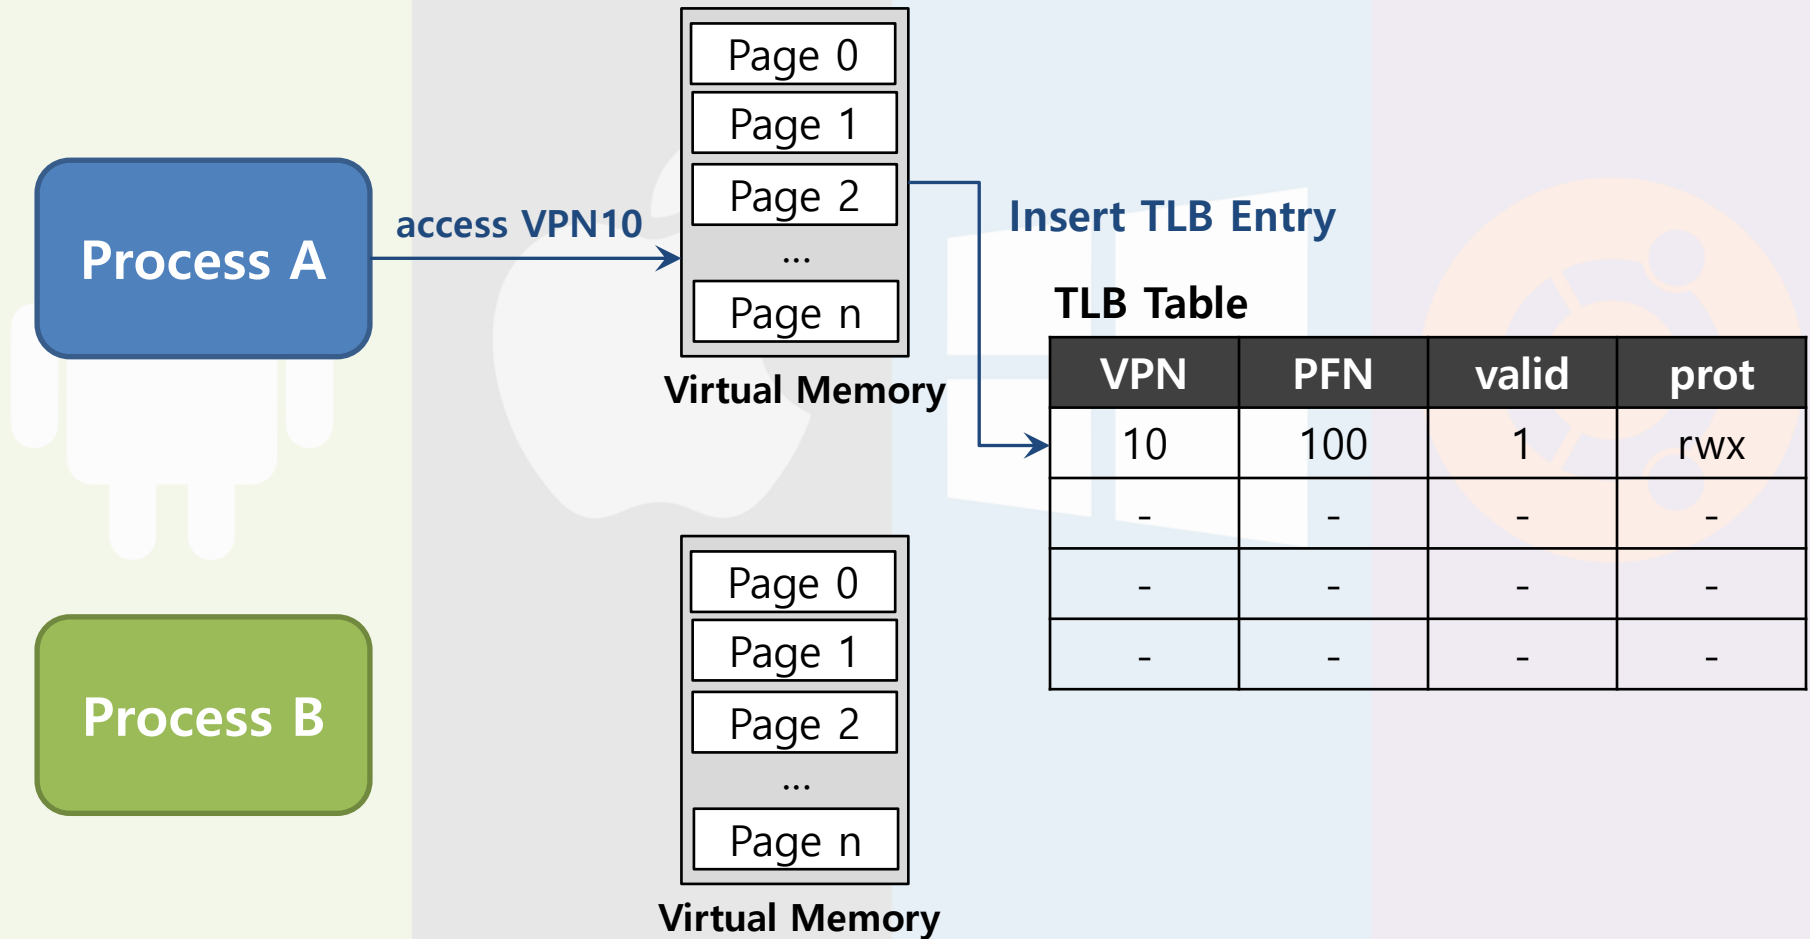 Process A
access VPN10
Page 0
Page 1
Page 2
...
Page n
Virtual Memory
Insert TLB Entry
TLB Table
VPN PFN valid prot
10 100 1 rwx
- - - -
- - - -
- - - -
Process B
Page 0
Page 1
Page 2
...
Page n
Virtual Memory